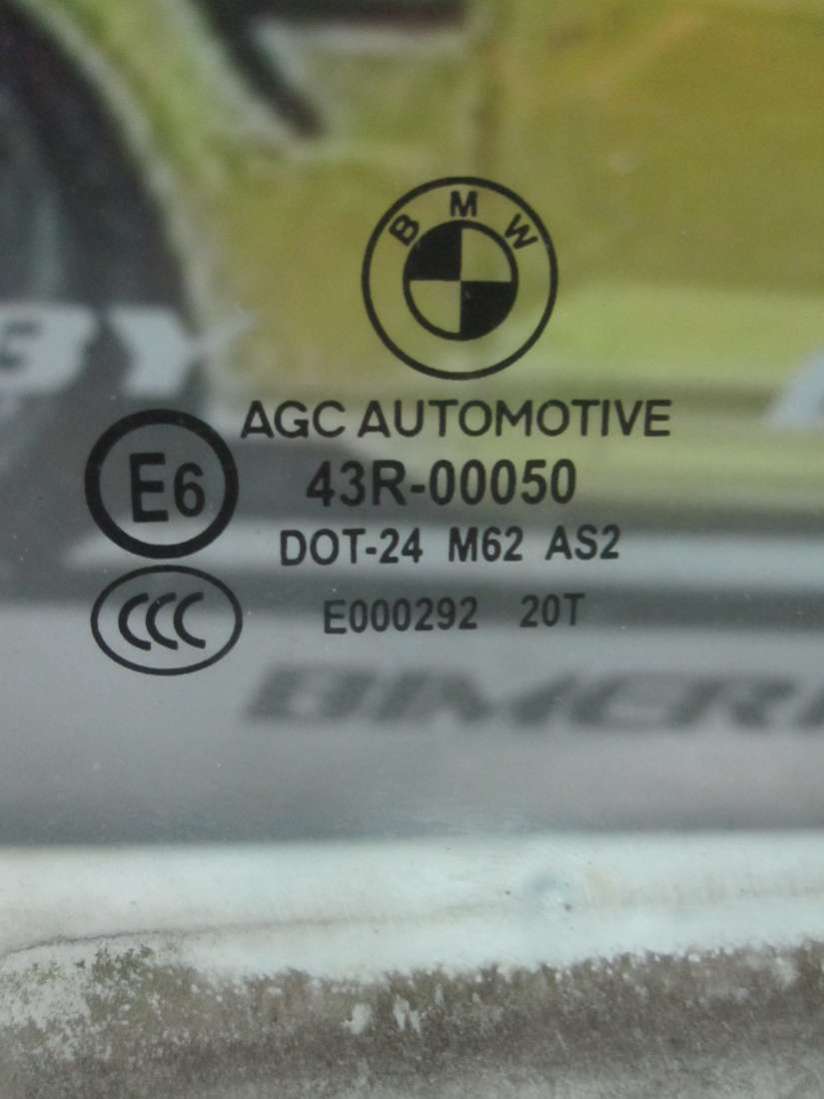 BMW
AGC AUTOMOTIVE
E6 43R-00050
DOT-24 M62 AS2
CCC E000292 20T